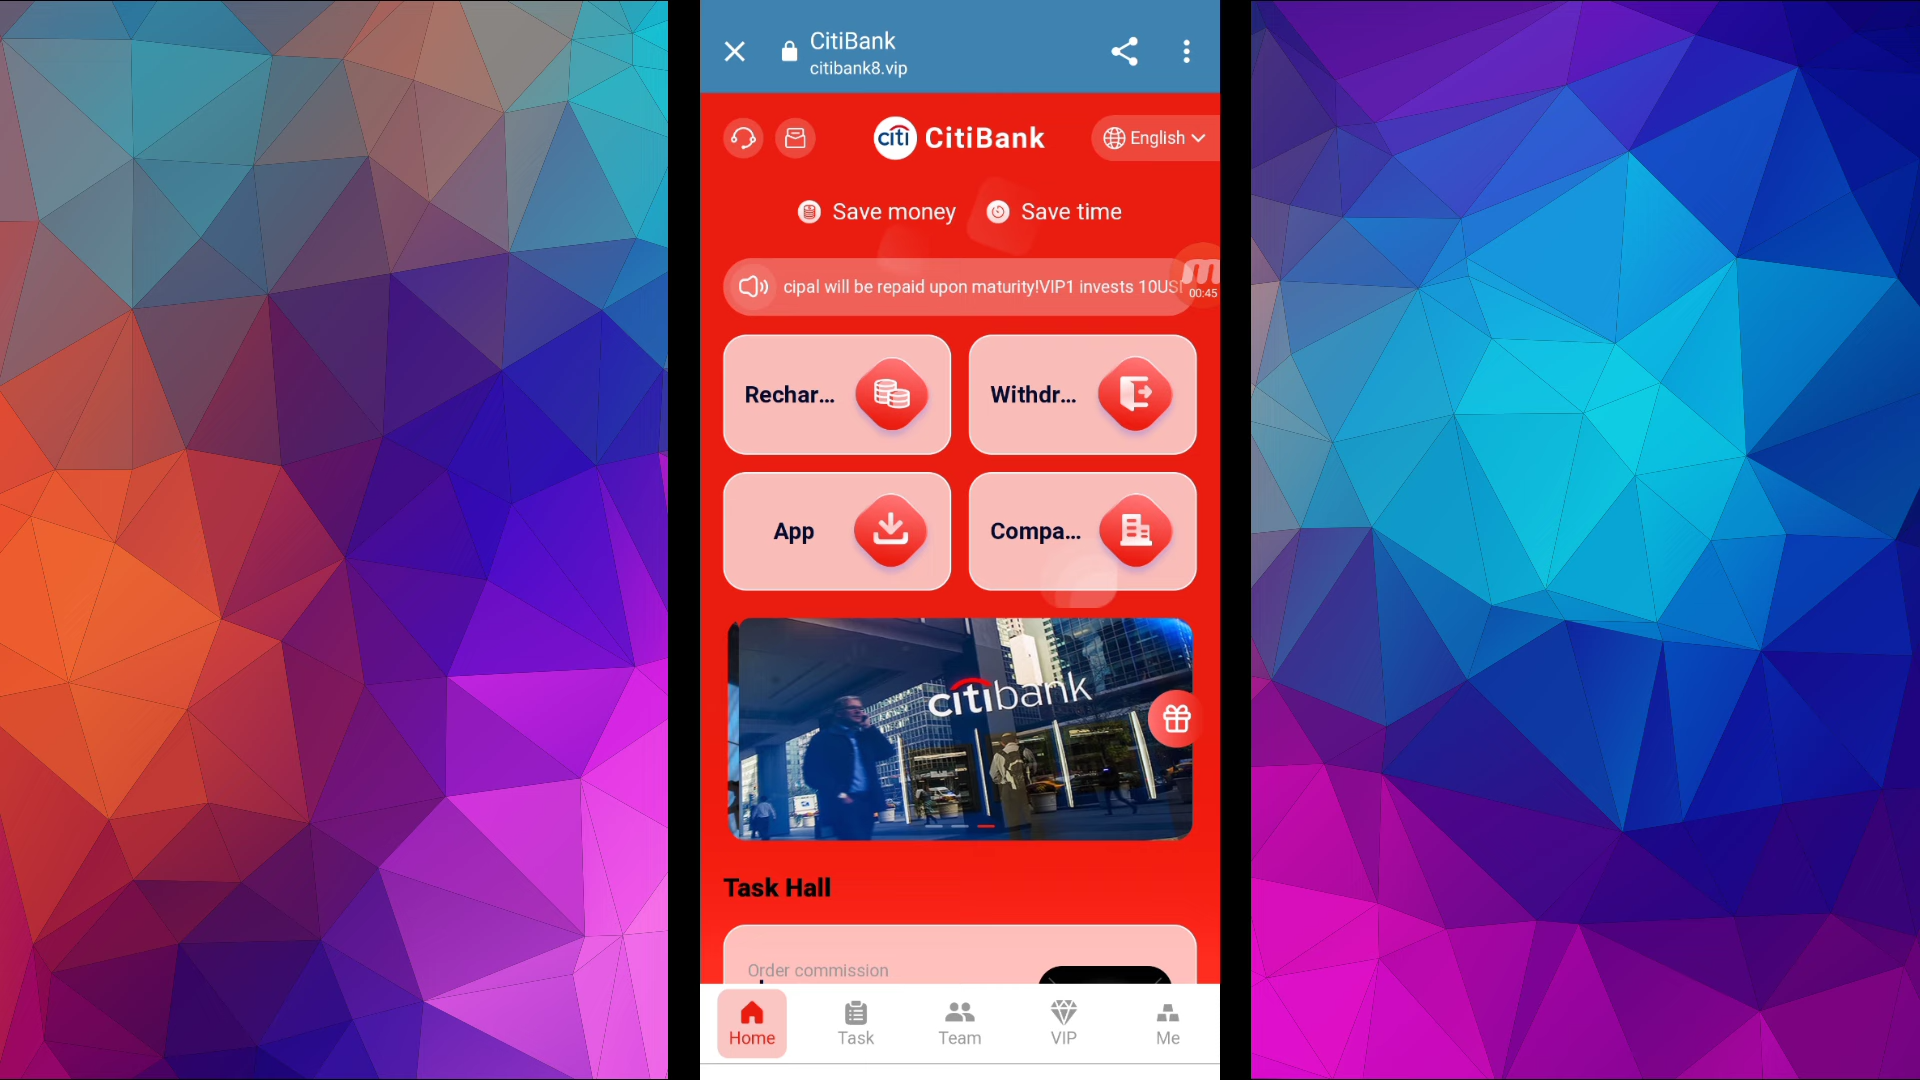 CitiBank
citibank8.vip
citi CitiBank
English
Save money Save time
cipal will be repaid upon maturity!VIP1 invests 10US
00:45
Rechar... Withdr...
App Compa...
citibank
Task Hall
Order commission
Home Task Team VIP Me